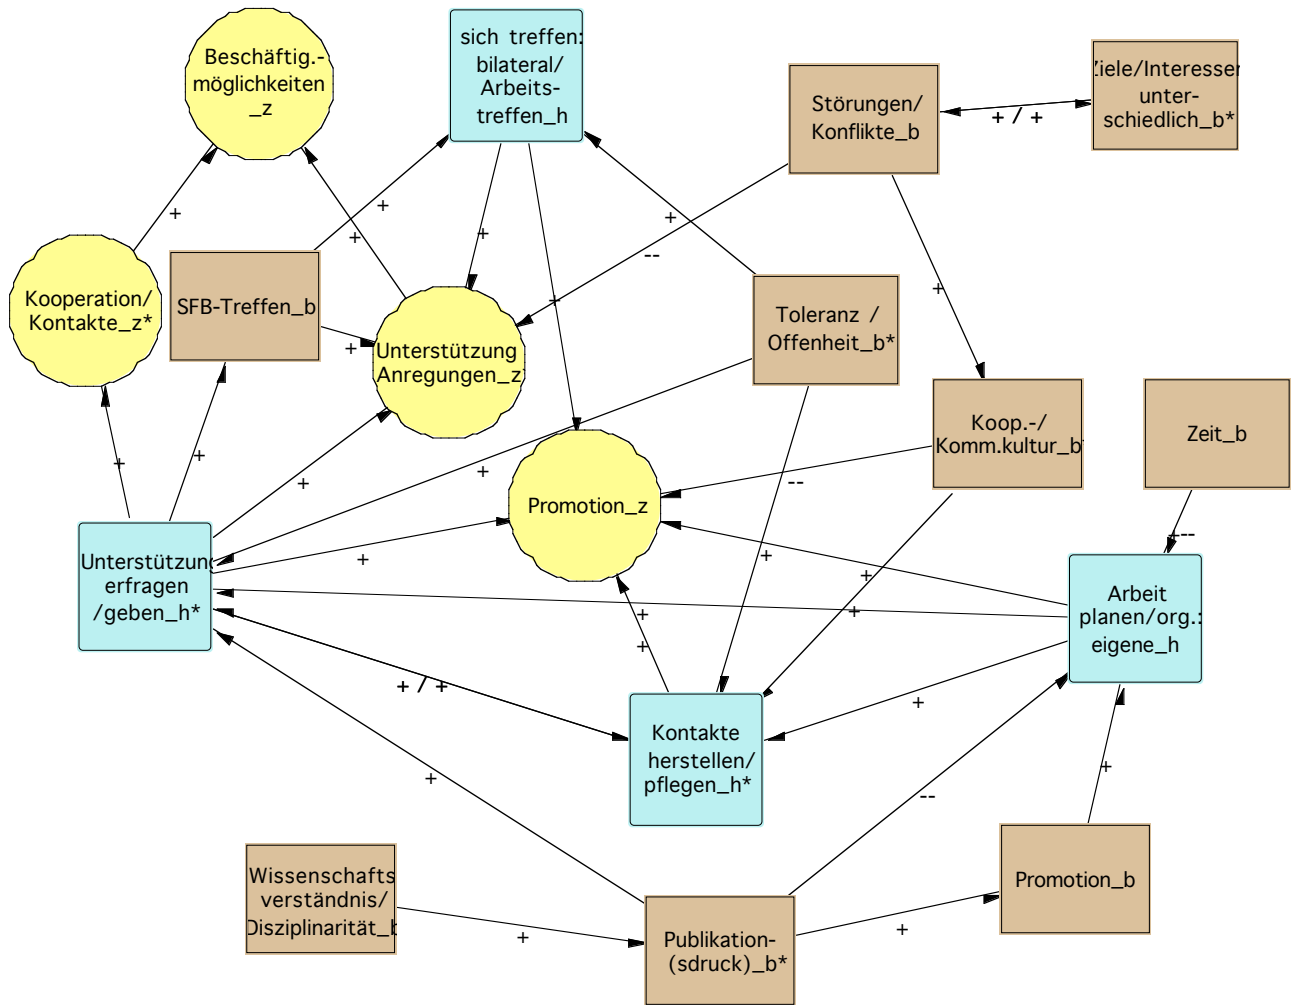 Beschäftig.-
möglichkeiten
_z
sich treffen:
bilateral/
Arbeits-
treffen_h
Störungen/
Konflikte_b
+ / +
Ziele/Interessen
unter-
schiedlich_b*
+
+
+
+
+
--
Kooperation/
Kontakte_z*
SFB-Treffen_b
+
Unterstützung
Anregungen_z
+
Toleranz /
Offenheit_b*
+
Koop.-/
Komm.kultur_b
Zeit_b
+
+
+
+
--
Promotion_z
+--
+
+
+
Unterstützung
erfragen
/geben_h*
+
+
+
Arbeit
planen/org.:
eigene_h
+ / +
+
Kontakte
herstellen/
pflegen_h*
+
+
--
Wissenschafts
verständnis/
Disziplinarität_b
+
Publikation-
(sdruck)_b*
+
Promotion_b